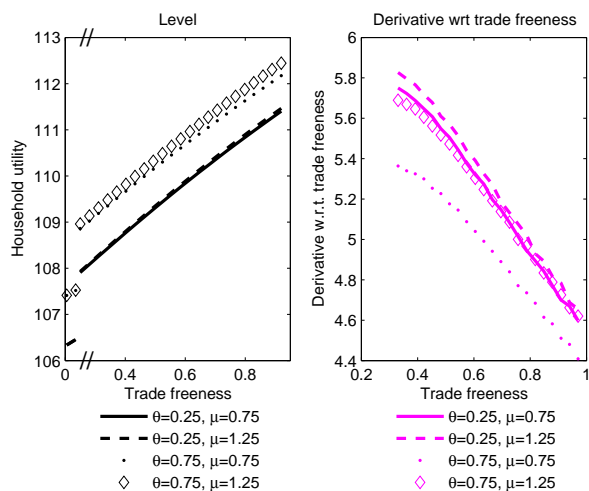 Level
113
112
111
110
109
108
107
106
Household utility
0
0.4
0.6
0.8
Trade freeness
θ=0.25, μ=0.75
θ=0.25, μ=1.25
θ=0.75, μ=0.75
θ=0.75, μ=1.25
Derivative wrt trade freeness
6
5.8
5.6
5.4
5.2
5
4.8
4.6
4.4
Derivative w.r.t. trade freeness
0.2
0.4
0.6
0.8
1
Trade freeness
θ=0.25, μ=0.75
θ=0.25, μ=1.25
θ=0.75, μ=0.75
θ=0.75, μ=1.25